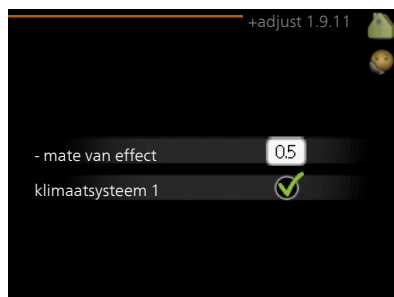 +adjust 1.9.11
- mate van effect 0.5
klimaatsysteem 1